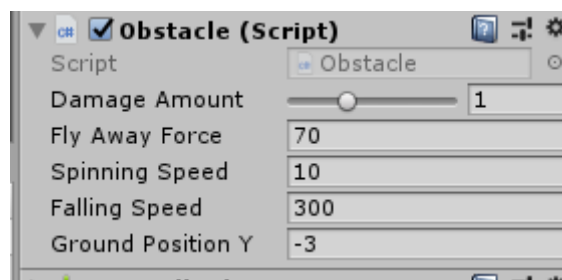 Obstacle (Script)
Script Obstacle
Damage Amount 1
Fly Away Force 70
Spinning Speed 10
Falling Speed 300
Ground Position Y -3